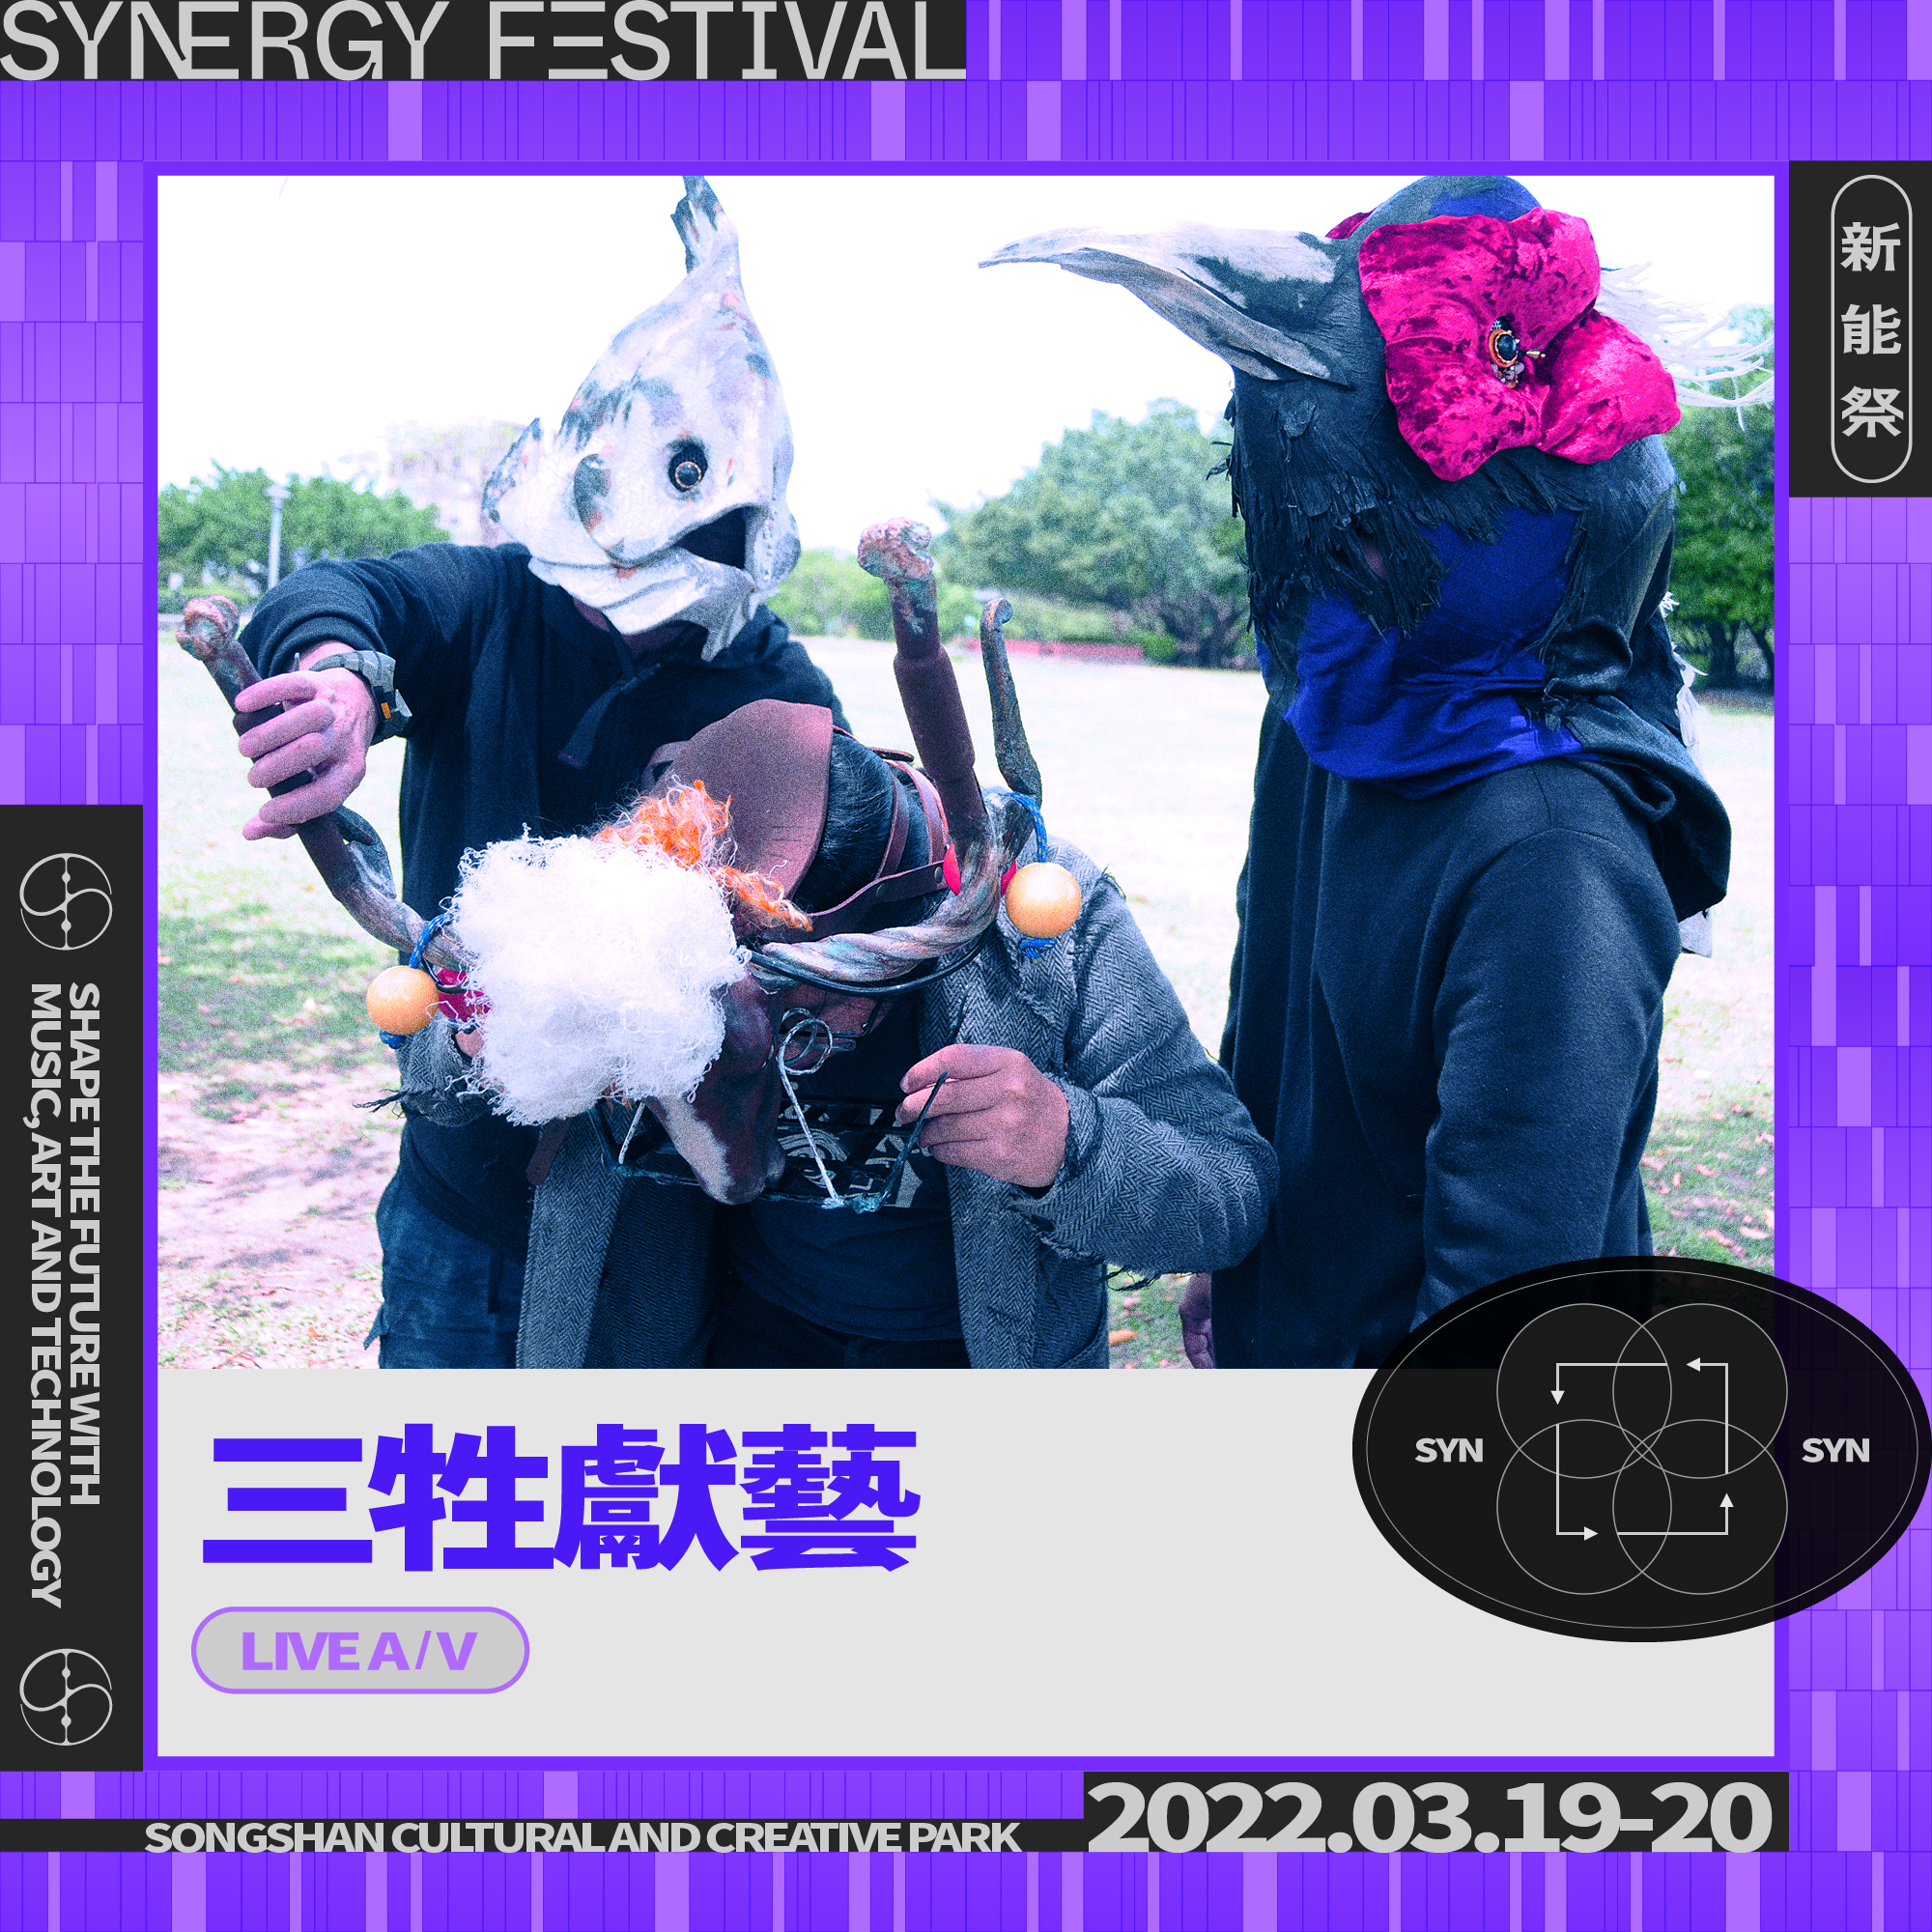 SYNERGY FESTIVAL
新能祭
SHAPE THE FUTURE WITH
MUSIC, ART AND TECHNOLOGY
三牲獻藝
LIVE A/V
SYN
SYN
SONGSHAN CULTURAL AND CREATIVE PARK
2022.03.19-20